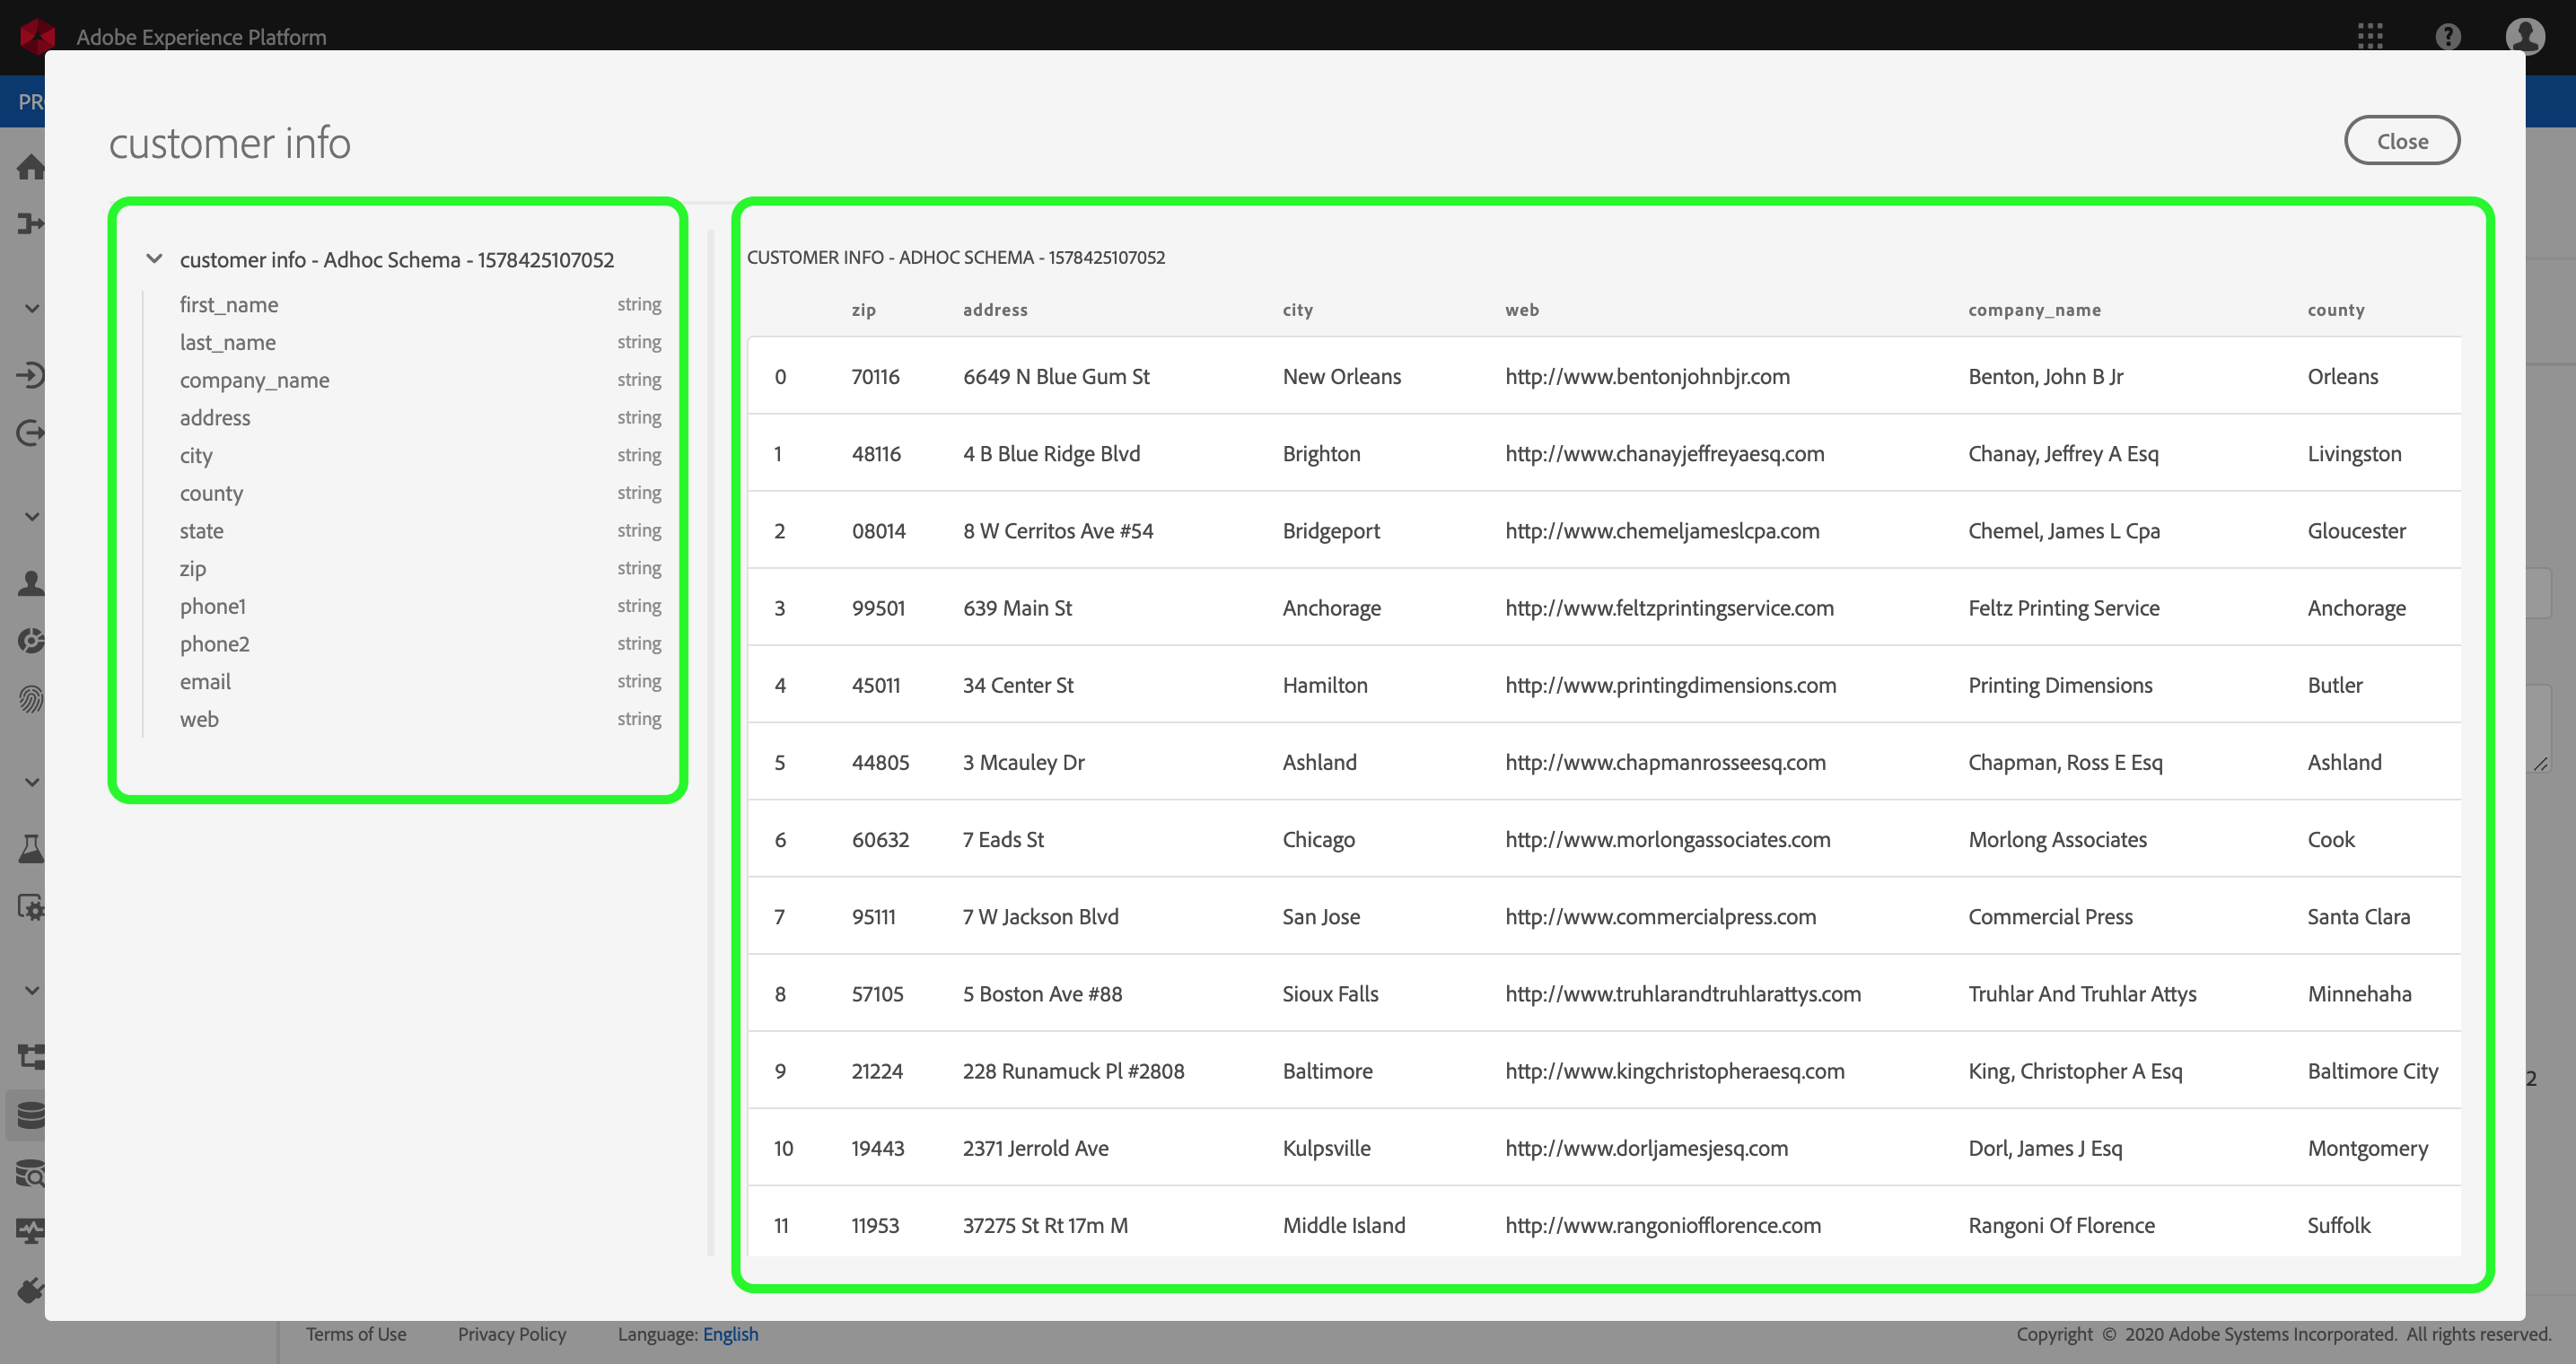 Adobe Experience Platform
PR
customer info
Close
customer info - Adhoc Schema - 1578425107052
first_name string
last_name string
company_name string
address string
city string
county string
state string
zip string
phone1 string
phone2 string
email string
web string
CUSTOMER INFO - ADHOC SCHEMA - 1578425107052
zip address city web company_name county
0 70116 6649 N Blue Gum St New Orleans http://www.bentonjohnbjr.com Benton, John B Jr Orleans
1 48116 4 B Blue Ridge Blvd Brighton http://www.chanayjeffreyaesq.com Chanay, Jeffrey A Esq Livingston
2 08014 8 W Cerritos Ave #54 Bridgeport http://www.chemeljameslcpa.com Chemel, James L Cpa Gloucester
3 99501 639 Main St Anchorage http://www.feltzprintingservice.com Feltz Printing Service Anchorage
4 45011 34 Center St Hamilton http://www.printingdimensions.com Printing Dimensions Butler
5 44805 3 Mcauley Dr Ashland http://www.chapmanrosseesq.com Chapman, Ross E Esq Ashland
6 60632 7 Eads St Chicago http://www.morlongassociates.com Morlong Associates Cook
7 95111 7 W Jackson Blvd San Jose http://www.commercialpress.com Commercial Press Santa Clara
8 57105 5 Boston Ave #88 Sioux Falls http://www.truhlarandtruhlarattys.com Truhlar And Truhlar Attys Minnehaha
9 21224 228 Runamuck Pl #2808 Baltimore http://www.kingchristopheraesq.com King, Christopher A Esq Baltimore City
10 19443 2371 Jerrold Ave Kulpsville http://www.dorljamesjesq.com Dorl, James J Esq Montgomery
11 11953 37275 St Rt 17m M Middle Island http://www.rangoniofflorence.com Rangoni Of Florence Suffolk
2
Terms of Use Privacy Policy Language: English Copyright © 2020 Adobe Systems Incorporated. All rights reserved.